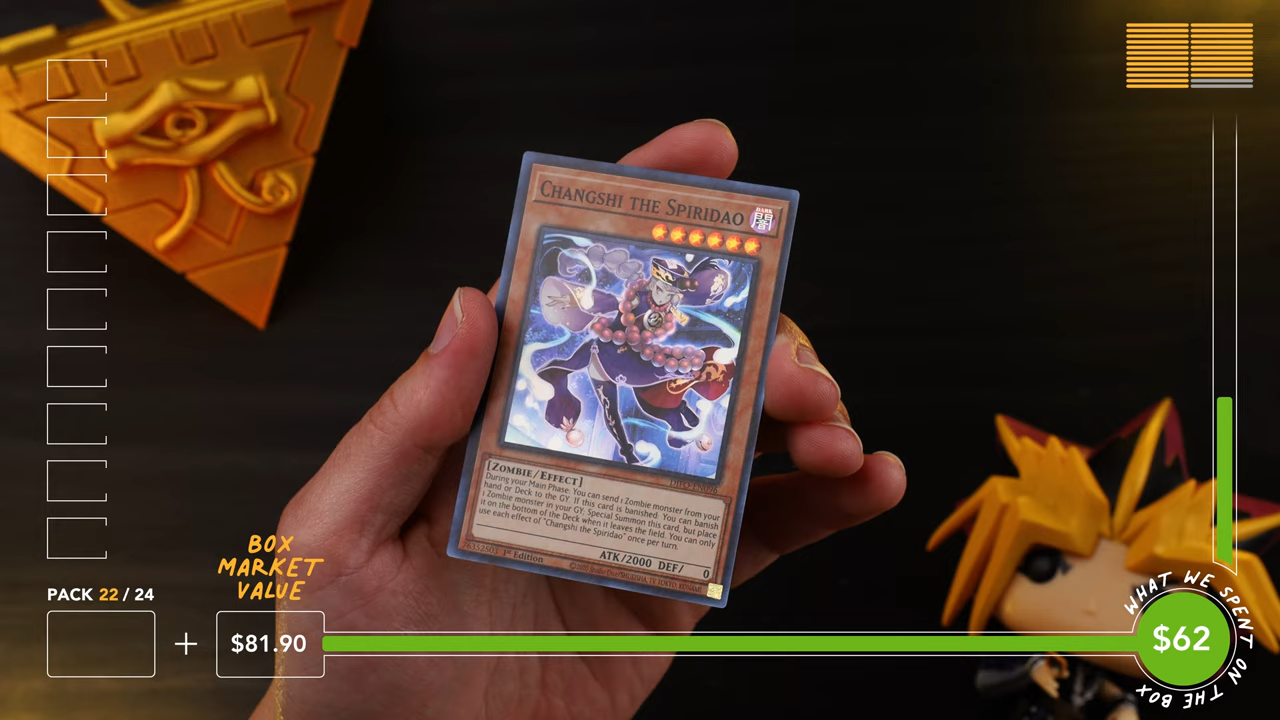 CHANGSHI THE SPIRIDAO
DARK
闇
[ZOMBIE/EFFECT]
During your Main Phase: You can send 1 Zombie monster from your
hand or Deck to the GY. If this card is banished: You can banish
1 Zombie monster in your GY; Special Summon this card, but place
it on the bottom of the Deck when it leaves the field. You can only
use each effect of "Changshi the Spiridao" once per turn.
ATK/2000 DEF/ 0
1st Edition
BOX
MARKET
VALUE
PACK 22 / 24
+
$81.90
WHAT WE SPENT ON THE BOX
$62